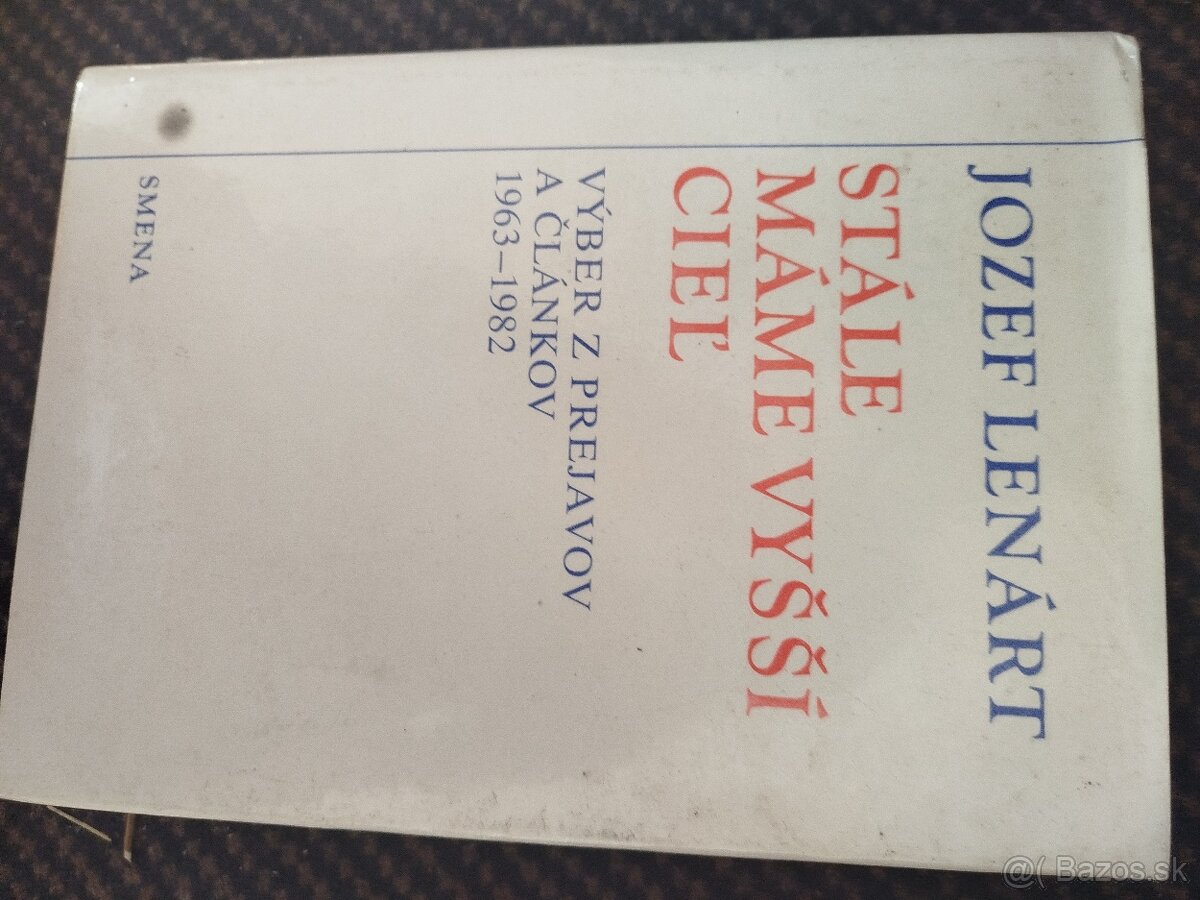 JOZEF LENÁRT
STÁLE
MÁME VYŠŠÍ
CIEĽ
VÝBER Z PREJAVOV
A ČLÁNKOV
1963–1982
SMENA
@( Bazos.sk